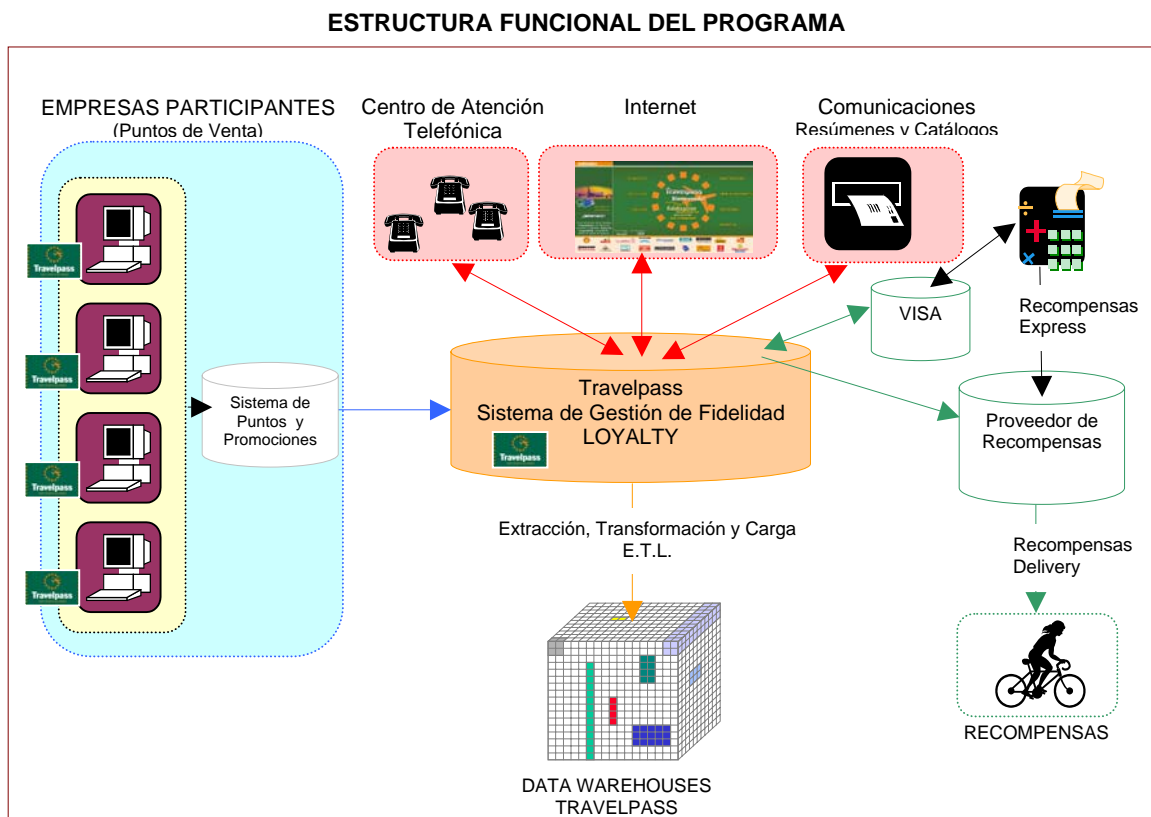 ESTRUCTURA FUNCIONAL DEL PROGRAMA
EMPRESAS PARTICIPANTES
(Puntos de Venta)
Centro de Atención
Telefónica
Internet
Comunicaciones
Resúmenes y Catálogos
Travelpass
Travelpass
Travelpass
Travelpass
Travelpass
Sistema de
Puntos y
Promociones
VISA
Recompensas
Express
Travelpass
Sistema de Gestión de Fidelidad
LOYALTY
Travelpass
Proveedor de
Recompensas
Extracción, Transformación y Carga
E.T.L.
Recompensas
Delivery
RECOMPENSAS
DATA WAREHOUSES
TRAVELPASS